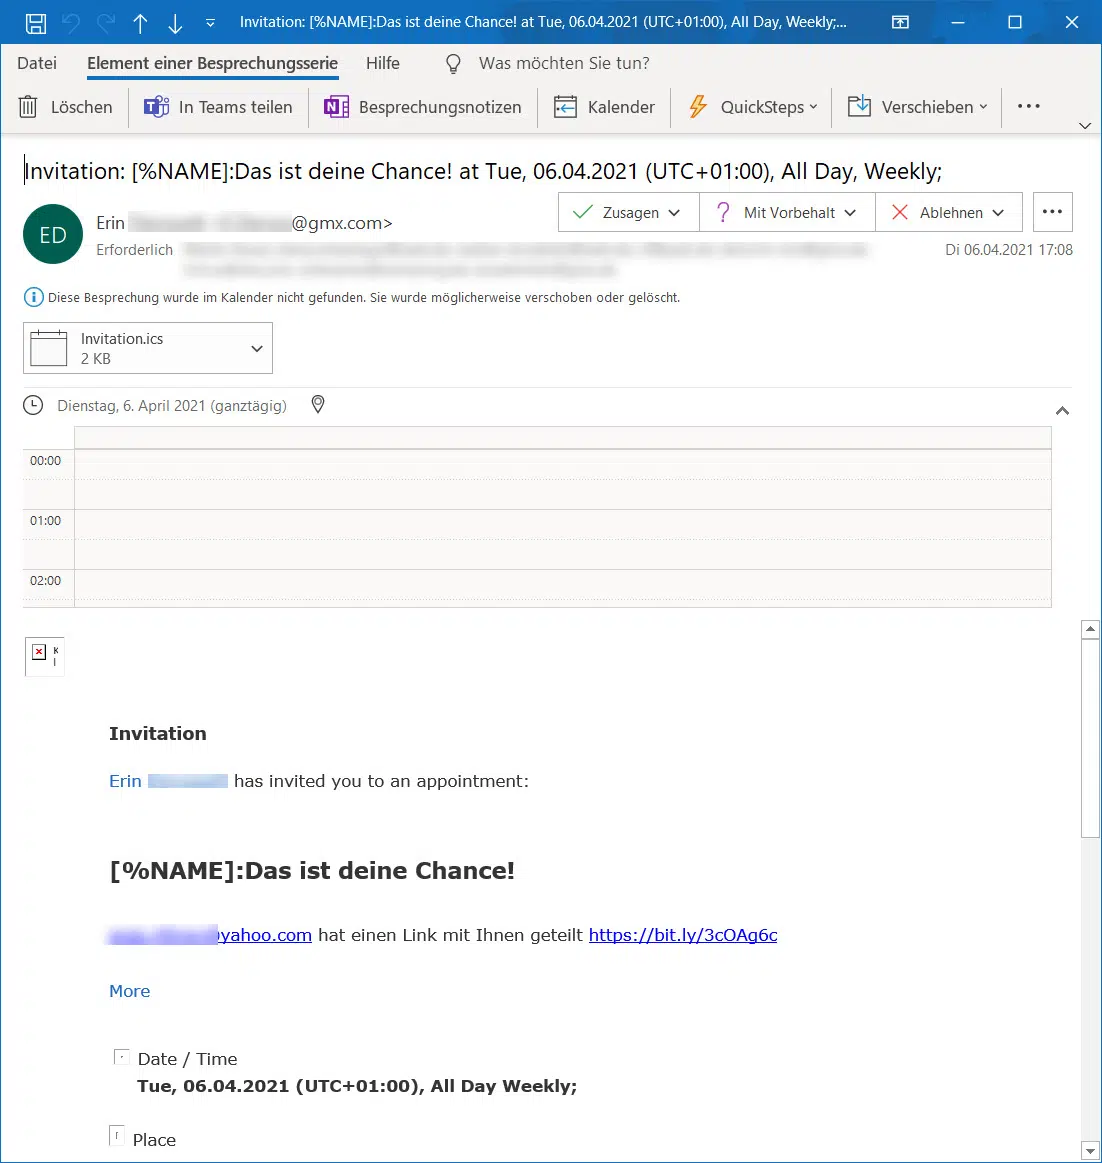 Invitation: [%NAME]:Das ist deine Chance! at Tue, 06.04.2021 (UTC+01:00), All Day, Weekly;...
Datei Element einer Besprechungsserie Hilfe Was möchten Sie tun?
Löschen In Teams teilen Besprechungsnotizen Kalender QuickSteps Verschieben ...
Invitation: [%NAME]:Das ist deine Chance! at Tue, 06.04.2021 (UTC+01:00), All Day, Weekly;
Zusagen Mit Vorbehalt Ablehnen ...
ED Erin @gmx.com>
Erforderlich Di 06.04.2021 17:08
Diese Besprechung wurde im Kalender nicht gefunden. Sie wurde möglicherweise verschoben oder gelöscht.
Invitation.ics
2 KB
Dienstag, 6. April 2021 (ganztägig)
00:00
01:00
02:00
Invitation
Erin has invited you to an appointment:
[%NAME]:Das ist deine Chance!
yahoo.com hat einen Link mit Ihnen geteilt https://bit.ly/3cOAg6c
More
Date / Time
Tue, 06.04.2021 (UTC+01:00), All Day Weekly;
Place